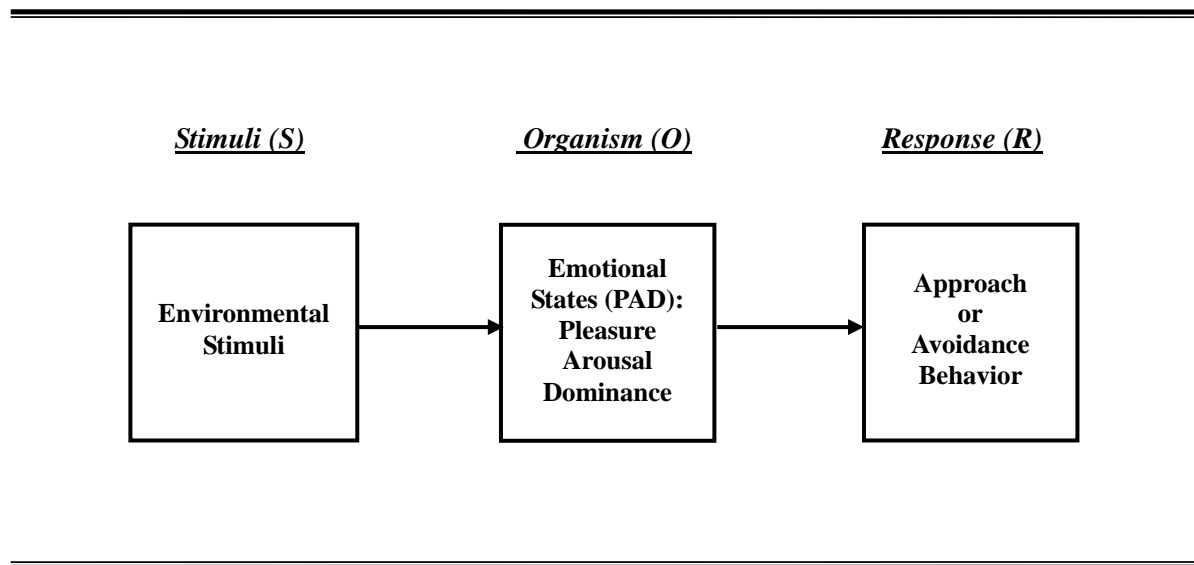 Stimuli (S)
Organism (O)
Response (R)
Environmental
Stimuli
Emotional
States (PAD):
Pleasure
Arousal
Dominance
Approach
or
Avoidance
Behavior